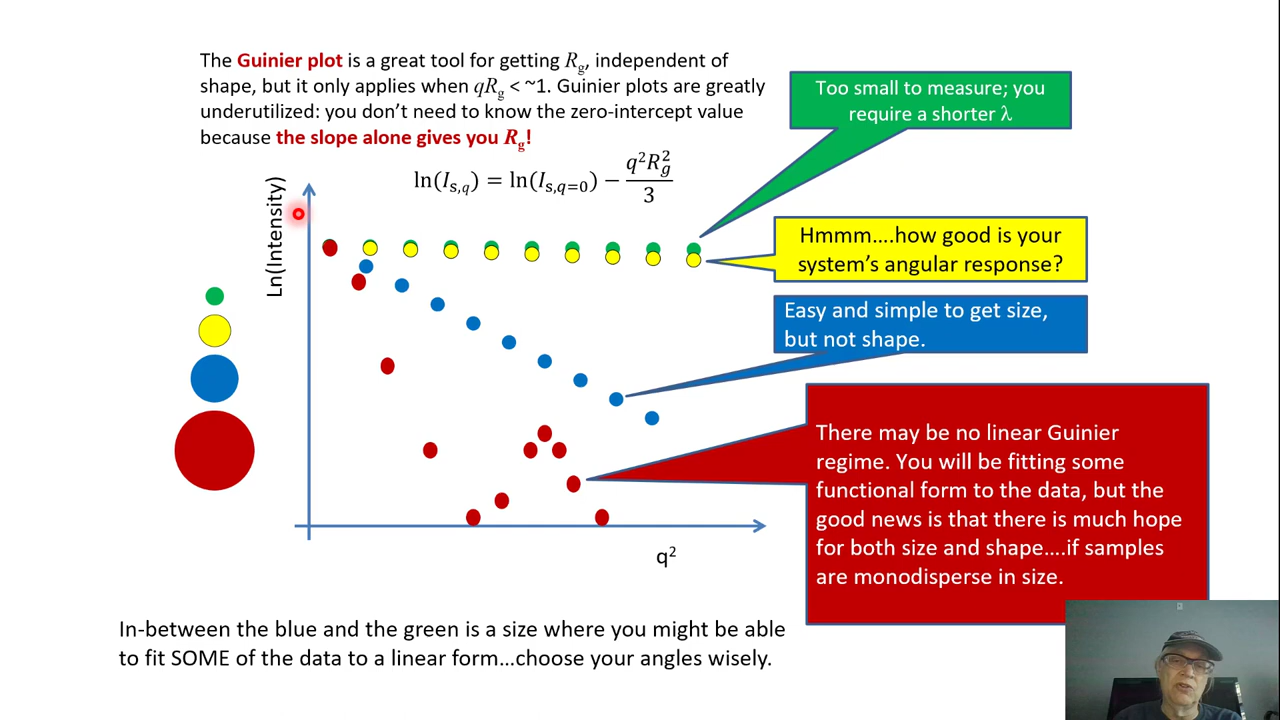 The Guinier plot is a great tool for getting Rg, independent of
shape, but it only applies when qRg < ~1. Guinier plots are greatly
underutilized: you don't need to know the zero-intercept value
because the slope alone gives you Rg!
ln(Is,q) = ln(Is,q=0) − q²Rg²/3
Ln(Intensity)
q²
Too small to measure; you
require a shorter λ
Hmmm....how good is your
system's angular response?
Easy and simple to get size,
but not shape.
There may be no linear Guinier
regime. You will be fitting some
functional form to the data, but the
good news is that there is much hope
for both size and shape....if samples
are monodisperse in size.
In-between the blue and the green is a size where you might be able
to fit SOME of the data to a linear form...choose your angles wisely.